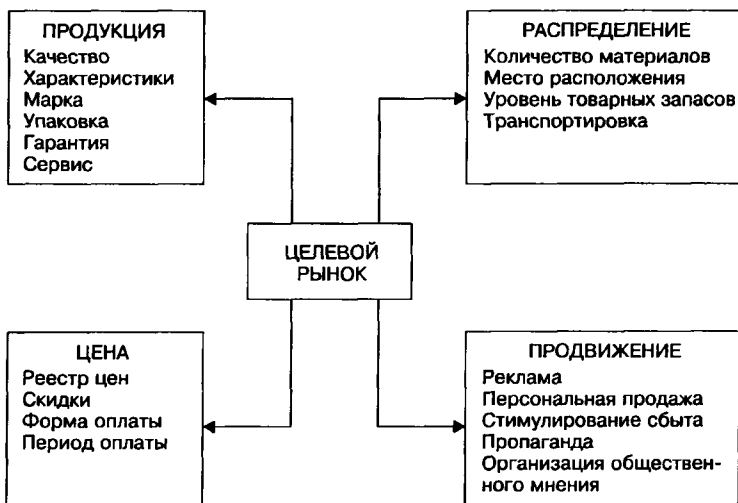 ПРОДУКЦИЯ
Качество
Характеристики
Марка
Упаковка
Гарантия
Сервис
РАСПРЕДЕЛЕНИЕ
Количество материалов
Место расположения
Уровень товарных запасов
Транспортировка
ЦЕЛЕВОЙ
РЫНОК
ЦЕНА
Реестр цен
Скидки
Форма оплаты
Период оплаты
ПРОДВИЖЕНИЕ
Реклама
Персональная продажа
Стимулирование сбыта
Пропаганда
Организация обществен-
ного мнения